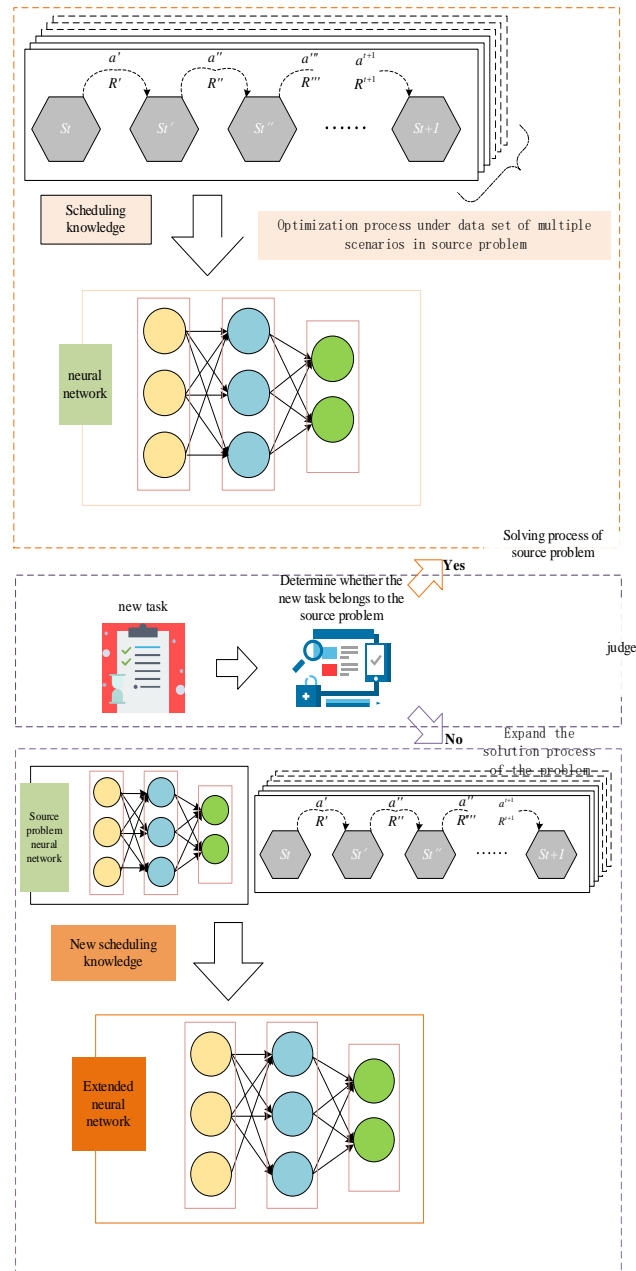 a' a'' a''' a^{t+1}
R' R'' R''' R^{t+1}
St St' St'' ...... St+1
Scheduling
knowledge
Optimization process under data set of multiple
scenarios in source problem
neural
network
Solving process of
source problem
Yes
new task
Determine whether the
new task belongs to the
source problem
judge
No
Expand the
solution process
of the problem
Source
problem
neural
network
a' a'' a'' a^{t+1}
R' R'' R''' R^{t+1}
St St' St'' ...... St+1
New scheduling
knowledge
Extended
neural
network